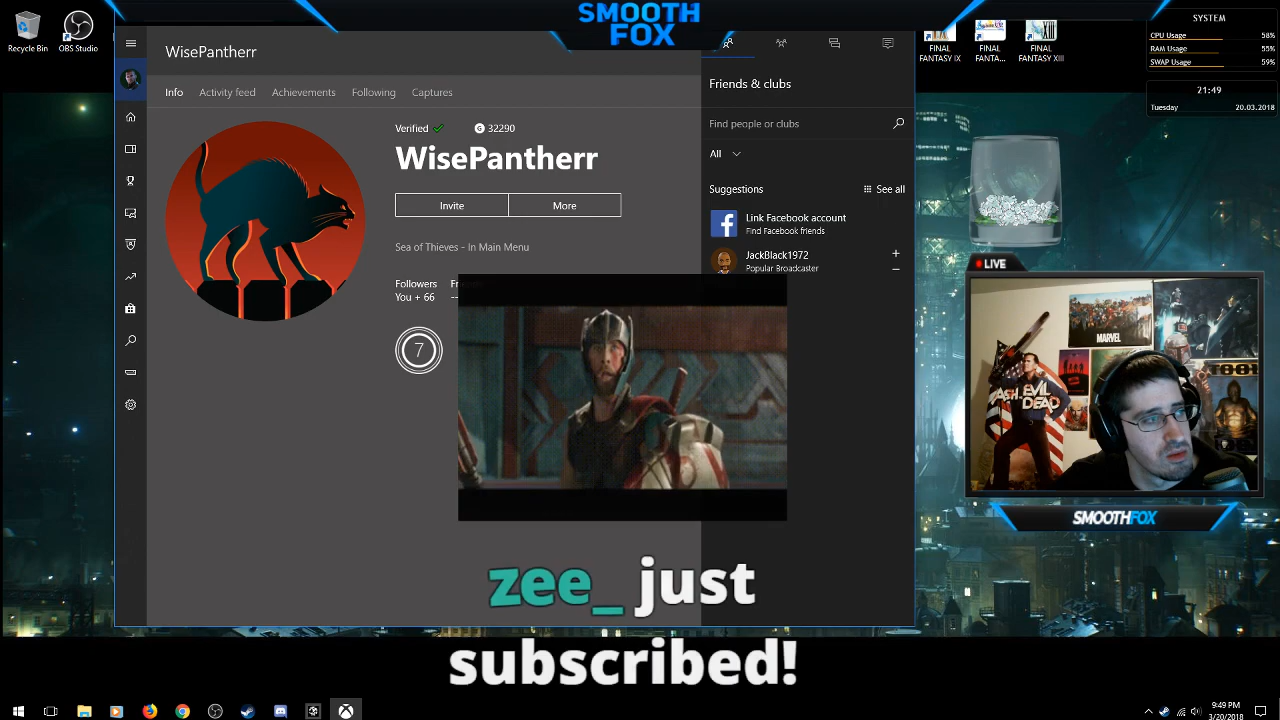 Recycle Bin
OBS Studio
WisePantherr
Info
Activity feed
Achievements
Following
Captures
Verified
32290
WisePantherr
Invite
More
Sea of Thieves - In Main Menu
Followers
You + 66
--
7
SMOOTH
FOX
Friends & clubs
Find people or clubs
All
Suggestions
See all
Link Facebook account
Find Facebook friends
JackBlack1972
Popular Broadcaster
zee_ just
subscribed!
FINAL
FANTASY IX
FINAL
FANTA...
FINAL
FANTASY XIII
SYSTEM
CPU Usage 58%
RAM Usage 55%
SWAP Usage 59%
21:49
Tuesday 20.03.2018
LIVE
MARVEL
ASH EVIL
DEAD
SMOOTHFOX
9:49 PM
3/20/2018